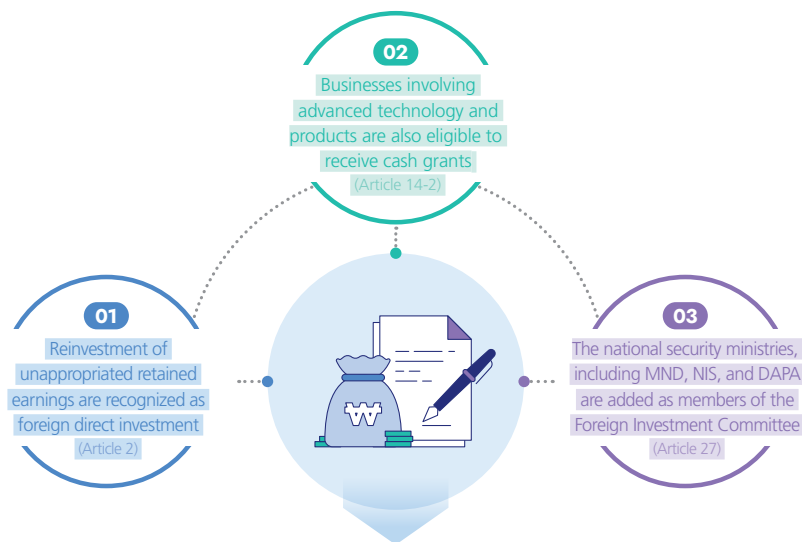 01
Reinvestment of
unappropriated retained
earnings are recognized as
foreign direct investment
(Article 2)
02
Businesses involving
advanced technology and
products are also eligible to
receive cash grants
(Article 14-2)
03
The national security ministries,
including MND, NIS, and DAPA
are added as members of the
Foreign Investment Committee
(Article 27)
₩